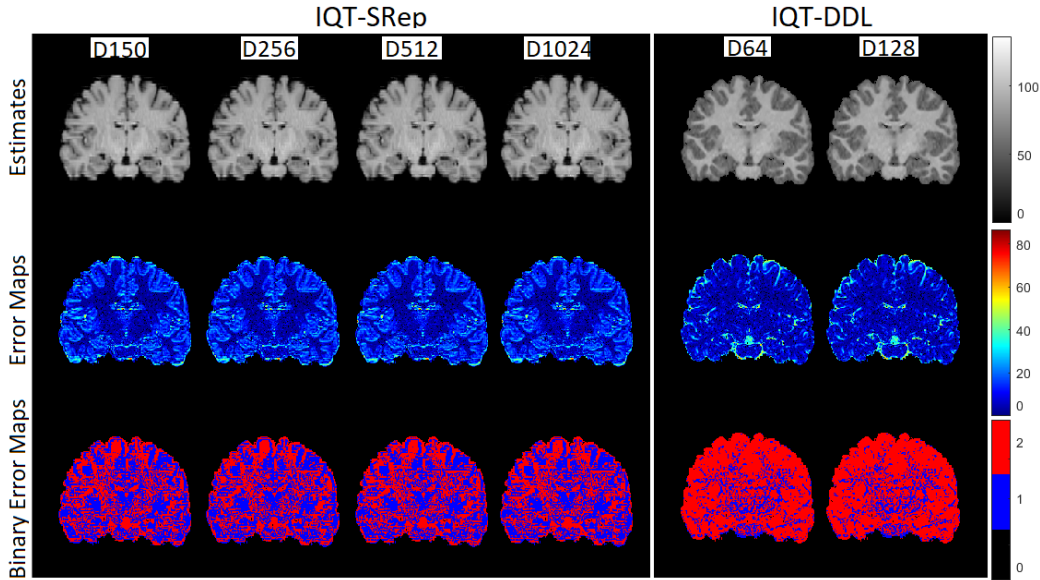 IQT-SRep
IQT-DDL
D150
D256
D512
D1024
D64
D128
Estimates
100
50
0
Error Maps
80
60
40
20
0
Binary Error Maps
2
1
0